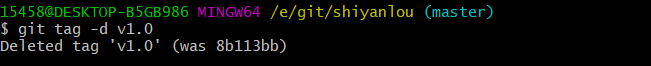 15458@DESKTOP-B5GB986 MINGW64 /e/git/shiyanlou (master)
$ git tag -d v1.0
Deleted tag 'v1.0' (was 8b113bb)